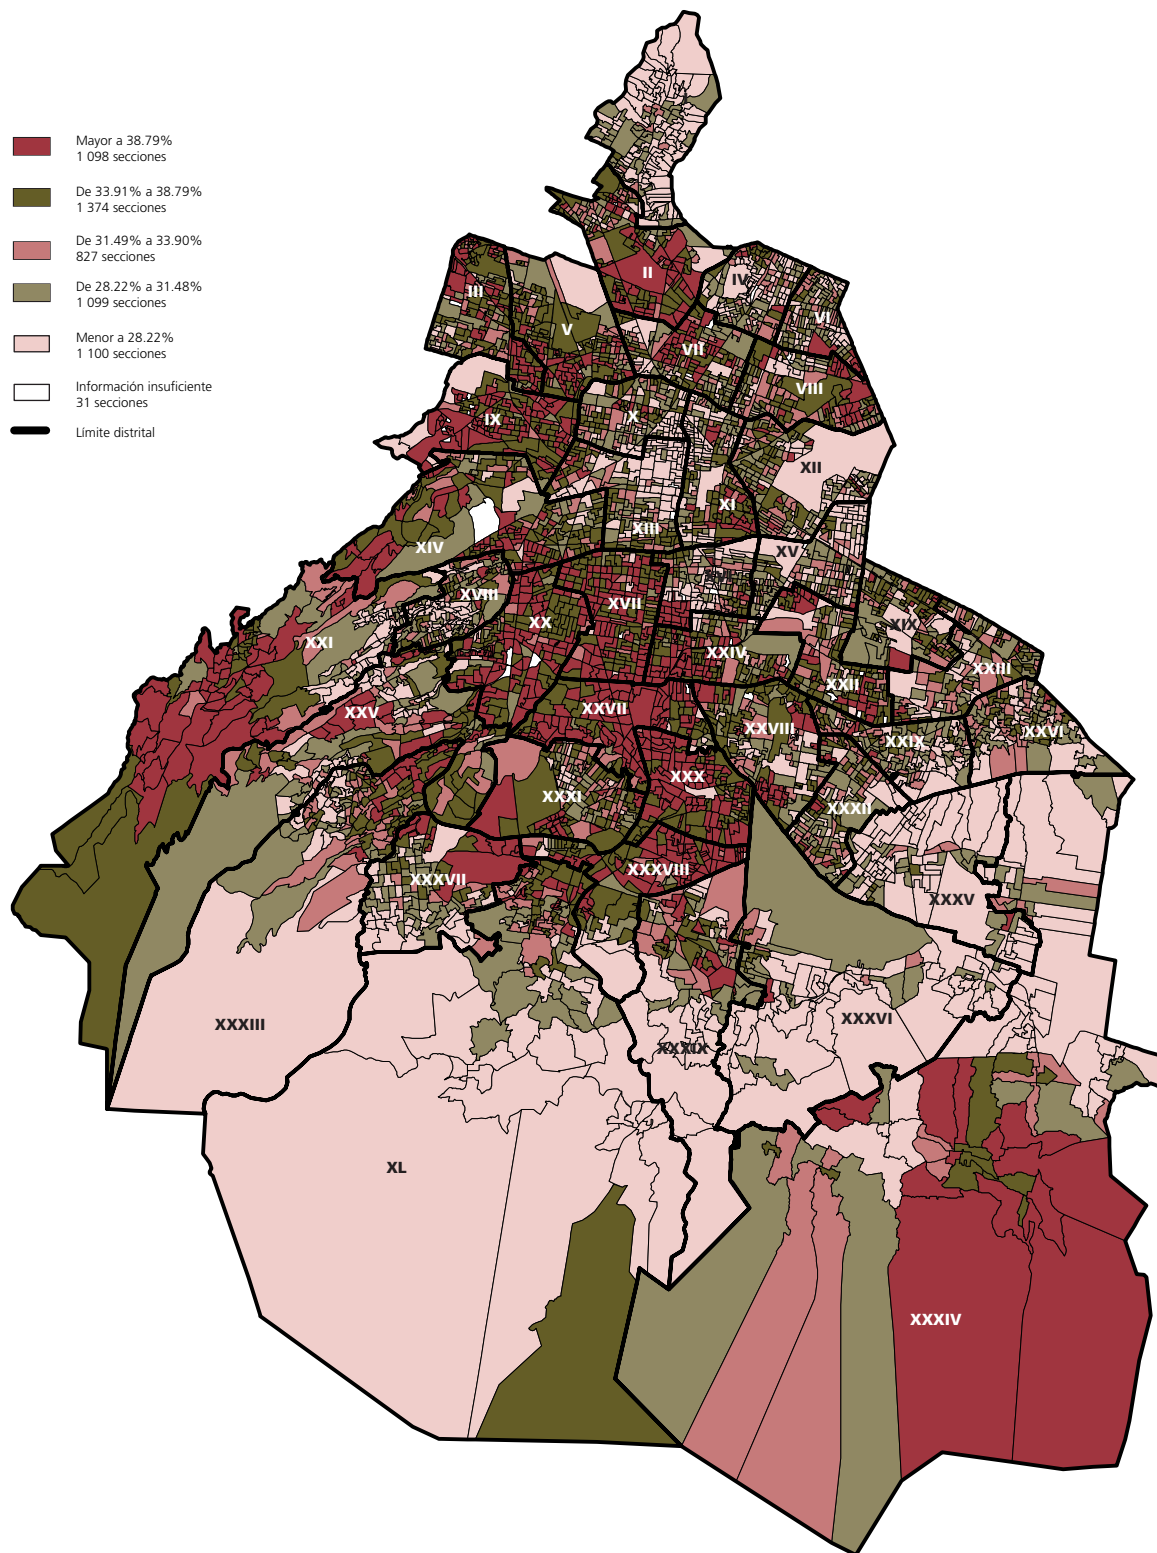 Mayor a 38.79%
1 098 secciones
De 33.91% a 38.79%
1 374 secciones
De 31.49% a 33.90%
827 secciones
De 28.22% a 31.48%
1 099 secciones
Menor a 28.22%
1 100 secciones
Información insuficiente
31 secciones
Límite distrital
II
IV
III
VI
V
VII
VIII
X
IX
XII
XI
XIII
XIV
XV
XVIII
XVII
XX
XIX
XXI
XXIV
XXIII
XXII
XXV
XXVII
XXVIII
XXVI
XXIX
XXX
XXXI
XXXII
XXXVIII
XXXVII
XXXV
XXXIII
XXXVI
XXXIX
XL
XXXIV